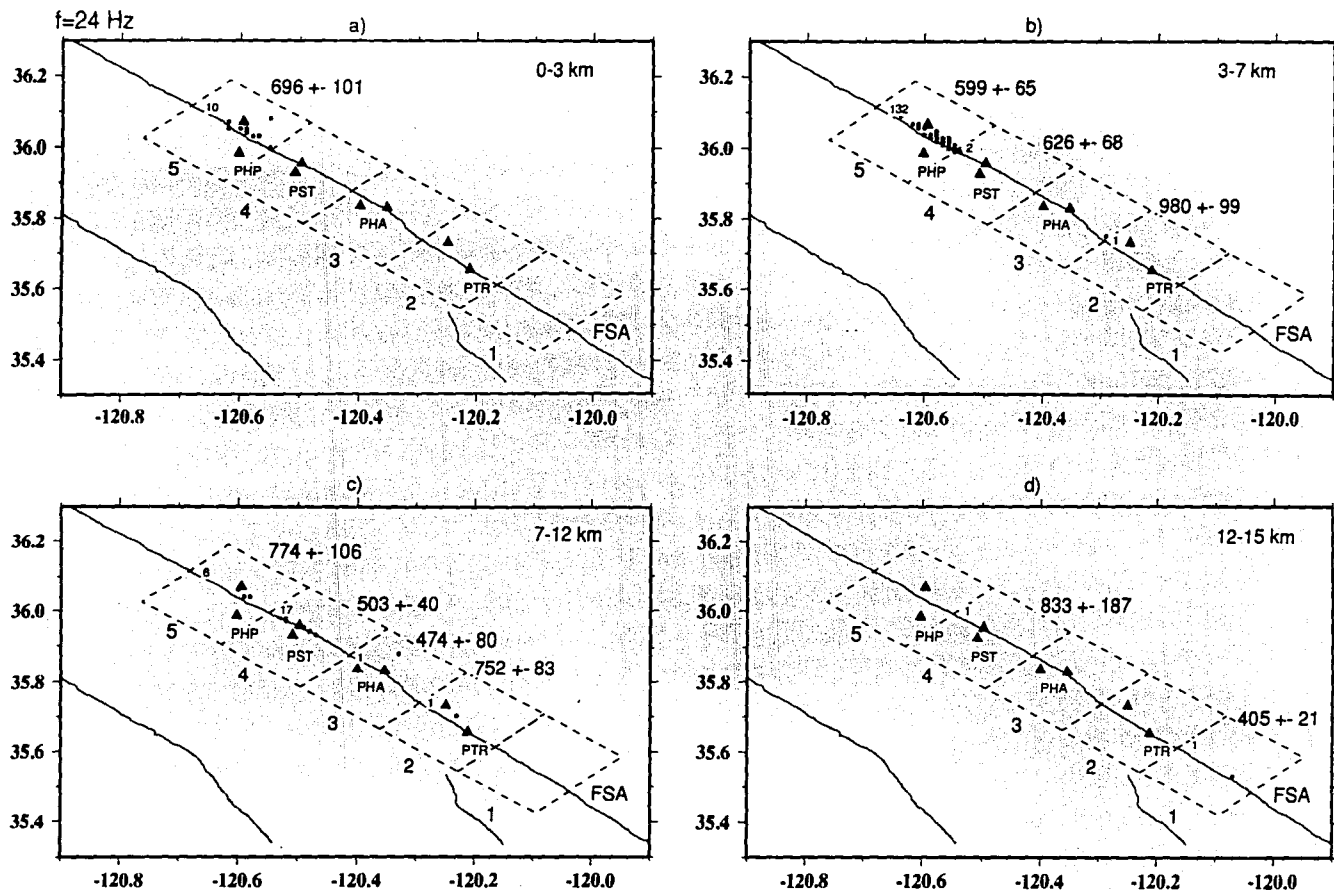 f=24 Hz
a)
0-3 km
36.2
36.0
35.8
35.6
35.4
696 +- 101
10
PHP
PST
PHA
PTR
FSA
5
4
3
2
1
-120.8
-120.6
-120.4
-120.2
-120.0
b)
3-7 km
36.2
36.0
35.8
35.6
35.4
599 +- 65
132
2
626 +- 68
980 +- 99
1
PHP
PST
PHA
PTR
FSA
5
4
3
2
1
-120.8
-120.6
-120.4
-120.2
-120.0
c)
7-12 km
36.2
36.0
35.8
35.6
35.4
774 +- 106
6
17
503 +- 40
474 +- 80
1
752 +- 83
1
PHP
PST
PHA
PTR
FSA
5
4
3
2
1
-120.8
-120.6
-120.4
-120.2
-120.0
d)
12-15 km
36.2
36.0
35.8
35.6
35.4
1
833 +- 187
405 +- 21
1
PHP
PST
PHA
PTR
FSA
5
4
3
2
1
-120.8
-120.6
-120.4
-120.2
-120.0